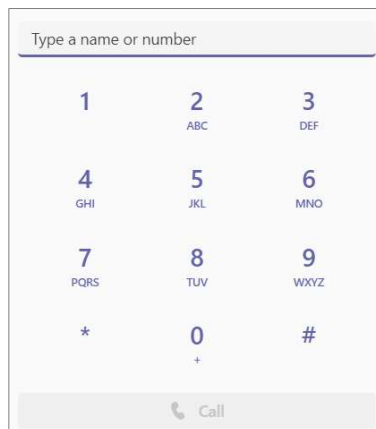 Type a name or number
1 2 3
ABC DEF
4 5 6
GHI JKL MNO
7 8 9
PQRS TUV WXYZ
* 0 #
+
Call